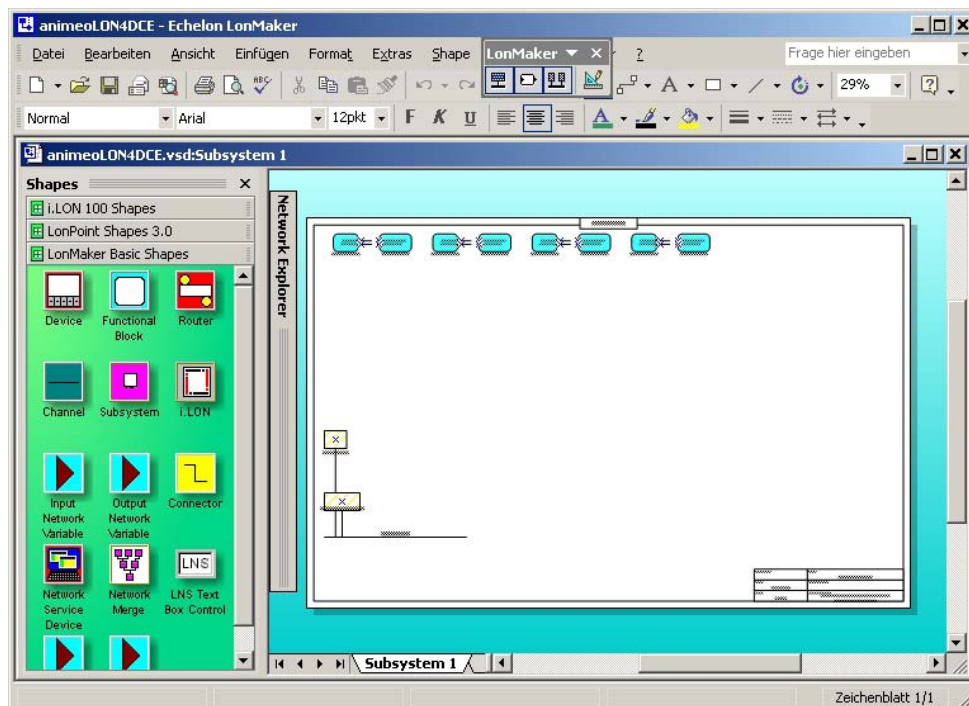 animeoLON4DCE - Echelon LonMaker
Datei Bearbeiten Ansicht Einfügen Format Extras Shape LonMaker ? Frage hier eingeben
ABC A 29% ?
Normal Arial 12pkt F K U A
animeoLON4DCE.vsd:Subsystem 1
Shapes
i.LON 100 Shapes
LonPoint Shapes 3.0
LonMaker Basic Shapes
Device Functional Block Router
Channel Subsystem i.LON
Input Network Variable Output Network Variable Connector
Network Service Device Network Merge LNS LNS Text Box Control
Network Explorer
Subsystem 1
Zeichenblatt 1/1